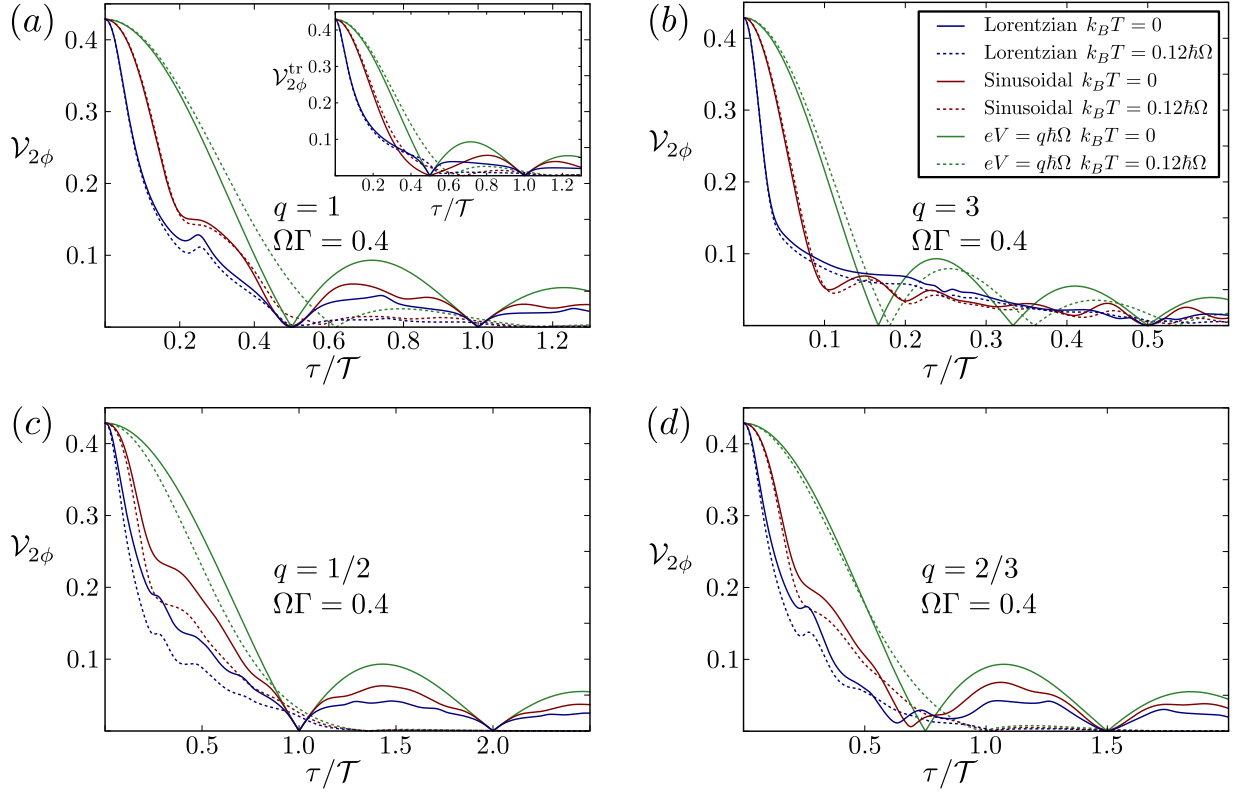 (a)
0.4
0.3
𝒱2ϕ
0.2
0.1
0.2
0.4
0.6
0.8
1.0
1.2
τ/𝒯
q = 1
ΩΓ = 0.4
0.4
0.3
𝒱2ϕ^tr
0.2
0.1
0.2
0.4
0.6
0.8
1.0
1.2
τ/𝒯
(b)
0.4
0.3
𝒱2ϕ
0.2
0.1
0.1
0.2
0.3
0.4
0.5
τ/𝒯
q = 3
ΩΓ = 0.4
Lorentzian kBT = 0
Lorentzian kBT = 0.12ℏΩ
Sinusoidal kBT = 0
Sinusoidal kBT = 0.12ℏΩ
eV = qℏΩ kBT = 0
eV = qℏΩ kBT = 0.12ℏΩ
(c)
0.4
0.3
𝒱2ϕ
0.2
0.1
0.5
1.0
1.5
2.0
τ/𝒯
q = 1/2
ΩΓ = 0.4
(d)
0.4
0.3
𝒱2ϕ
0.2
0.1
0.5
1.0
1.5
τ/𝒯
q = 2/3
ΩΓ = 0.4